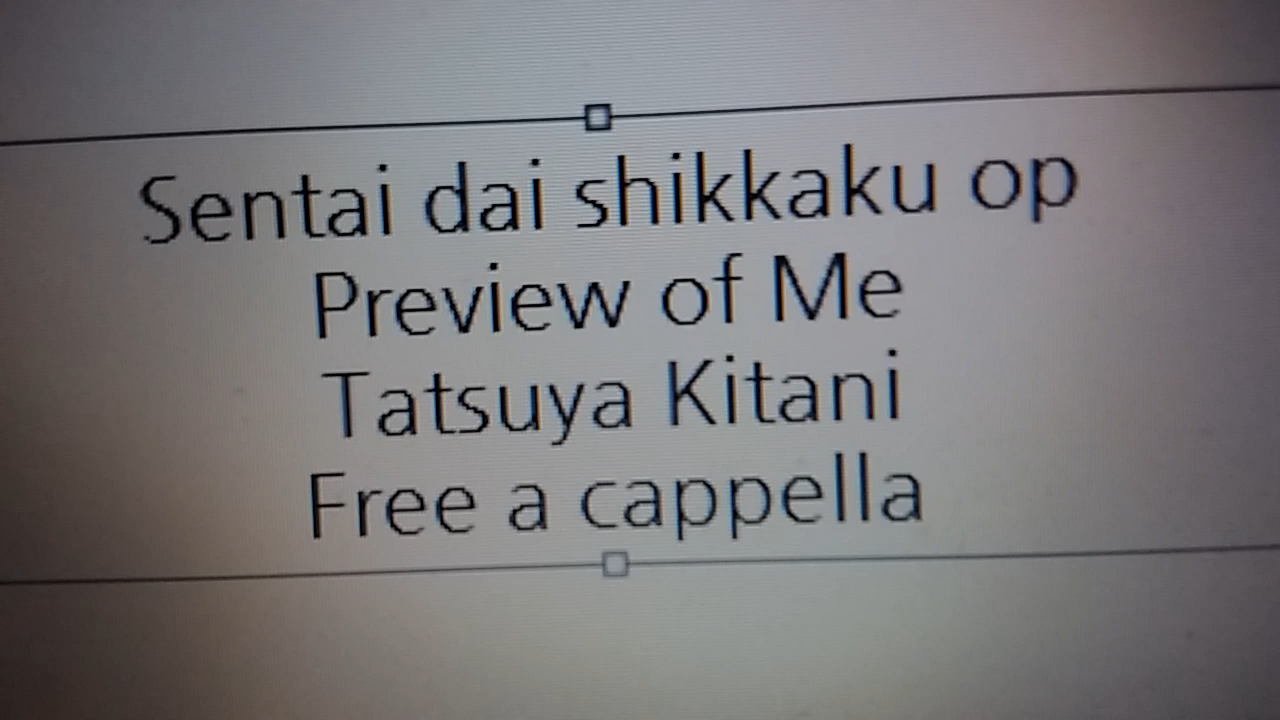 Sentai dai shikkaku op
Preview of Me
Tatsuya Kitani
Free a cappella